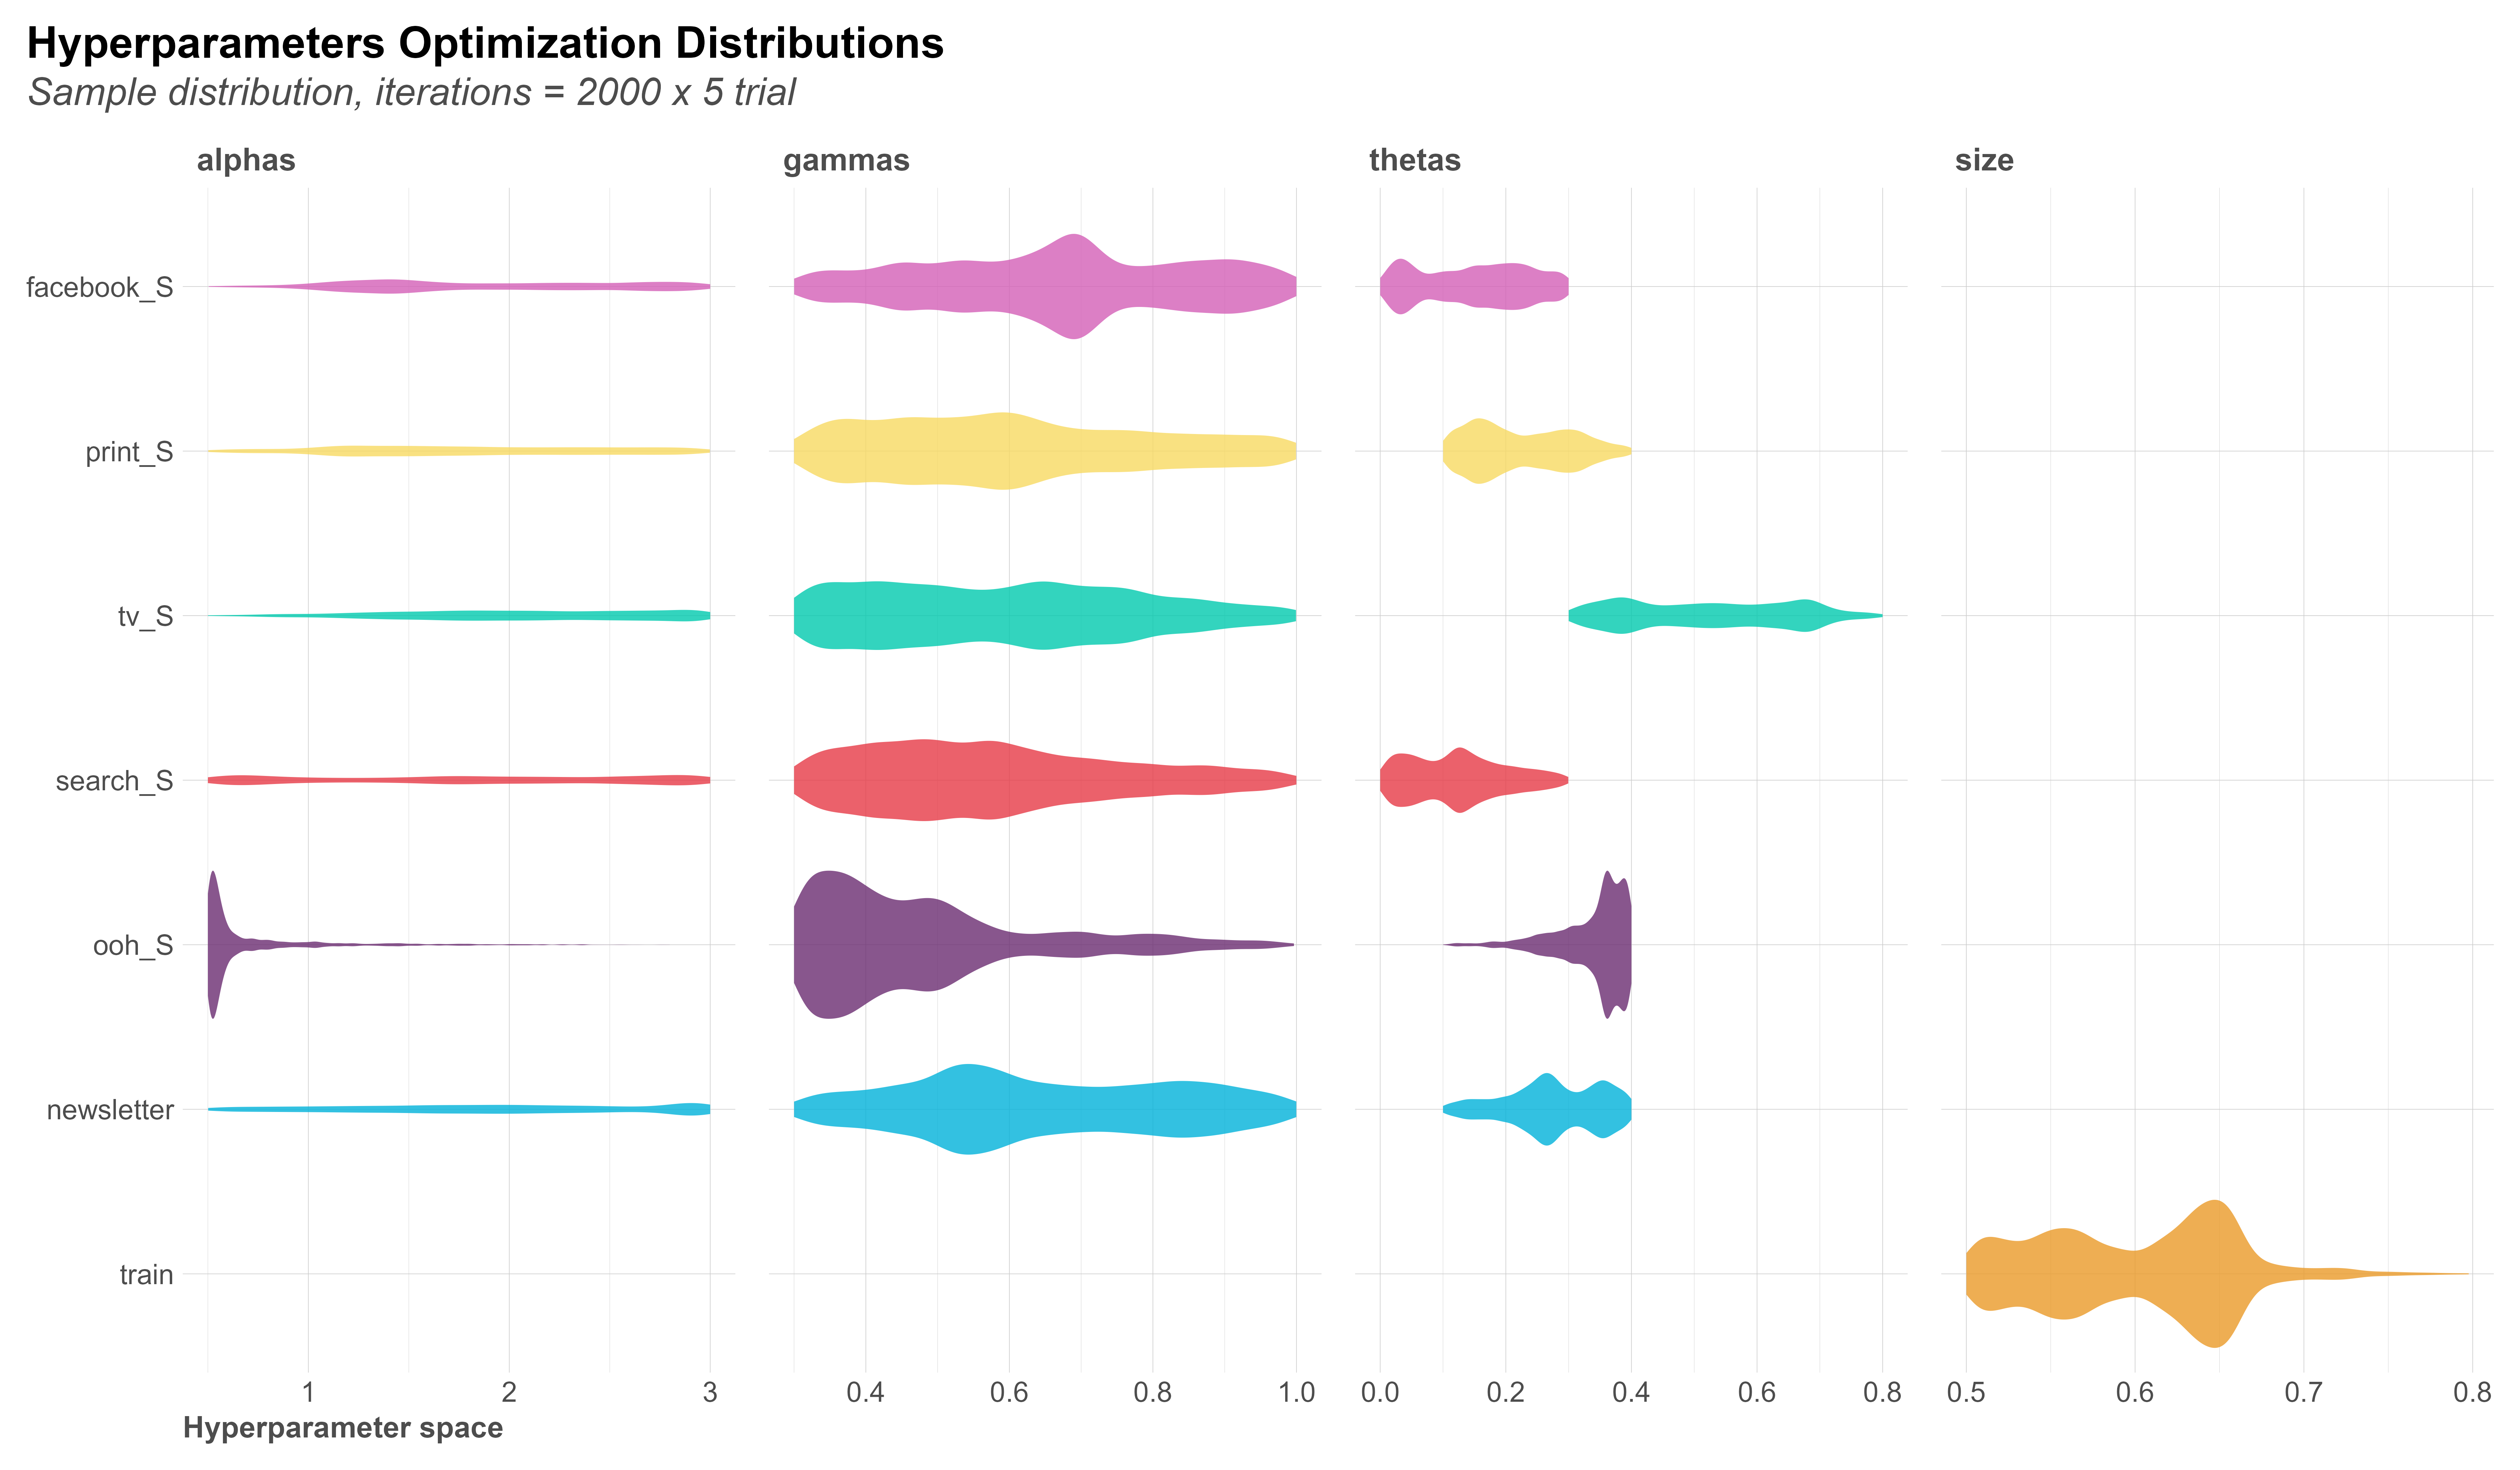 Hyperparameters Optimization Distributions
Sample distribution, iterations = 2000 x 5 trial
alphas gammas thetas size
facebook_S
print_S
tv_S
search_S
ooh_S
newsletter
train
1 2 3 0.4 0.6 0.8 1.0 0.0 0.2 0.4 0.6 0.8 0.5 0.6 0.7 0.8
Hyperparameter space